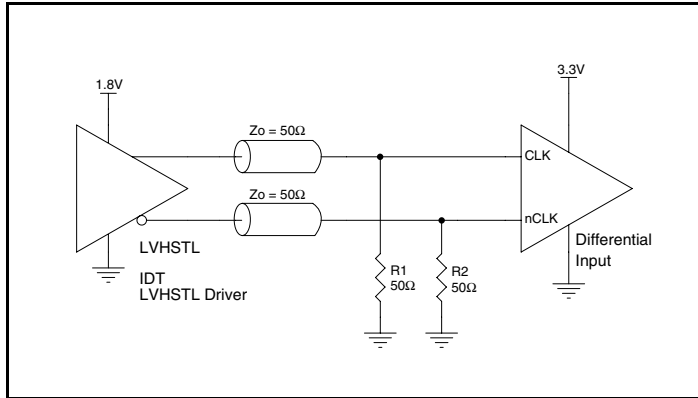 1.8V
3.3V
Zo = 50Ω
CLK
Zo = 50Ω
nCLK
LVHSTL
IDT
LVHSTL Driver
R1
50Ω
R2
50Ω
Differential
Input